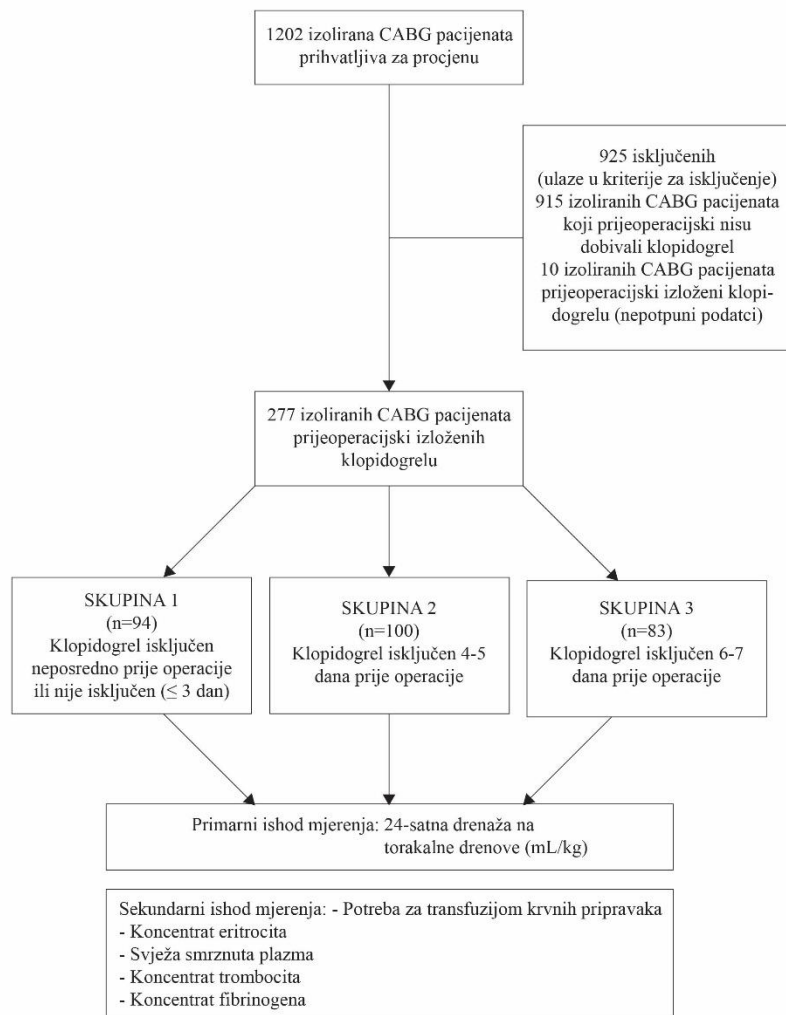 1202 izolirana CABG pacijenata
prihvatljiva za procjenu
925 isključenih
(ulaze u kriterije za isključenje)
915 izoliranih CABG pacijenata
koji prijeoperacijski nisu
dobivali klopidogrel
10 izoliranih CABG pacijenata
prijeoperacijski izloženi klopi-
dogrelu (nepotpuni podatci)
277 izoliranih CABG pacijenata
prijeoperacijski izloženih
klopidogrelu
SKUPINA 1
(n=94)
Klopidogrel isključen
neposredno prije operacije
ili nije isključen (≤ 3 dan)
SKUPINA 2
(n=100)
Klopidogrel isključen 4-5
dana prije operacije
SKUPINA 3
(n=83)
Klopidogrel isključen 6-7
dana prije operacije
Primarni ishod mjerenja: 24-satna drenaža na
torakalne drenove (mL/kg)
Sekundarni ishod mjerenja: - Potreba za transfuzijom krvnih pripravaka
- Koncentrat eritrocita
- Svježa smrznuta plazma
- Koncentrat trombocita
- Koncentrat fibrinogena